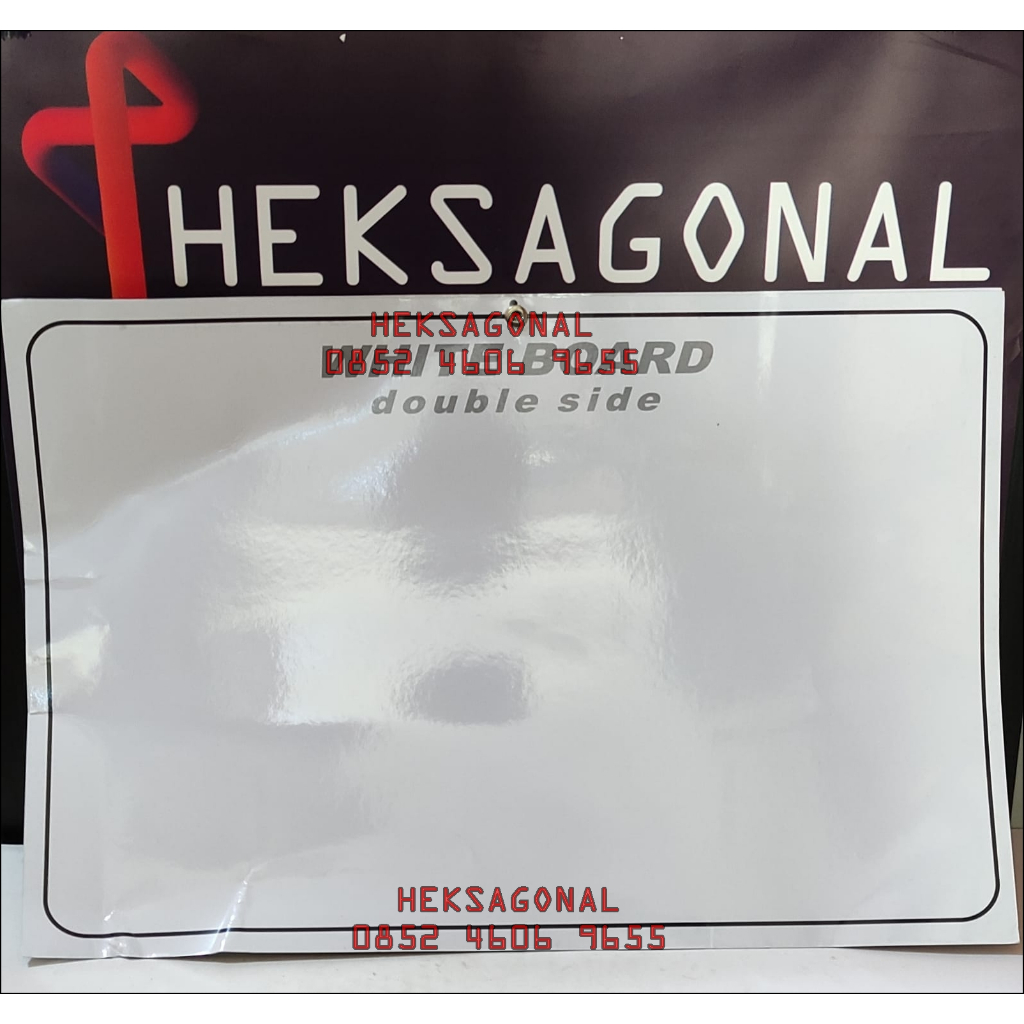 HEKSAGONAL
HEKSAGONAL
WHITE BOARD
0852 4606 9655
double side
HEKSAGONAL
0852 4606 9655